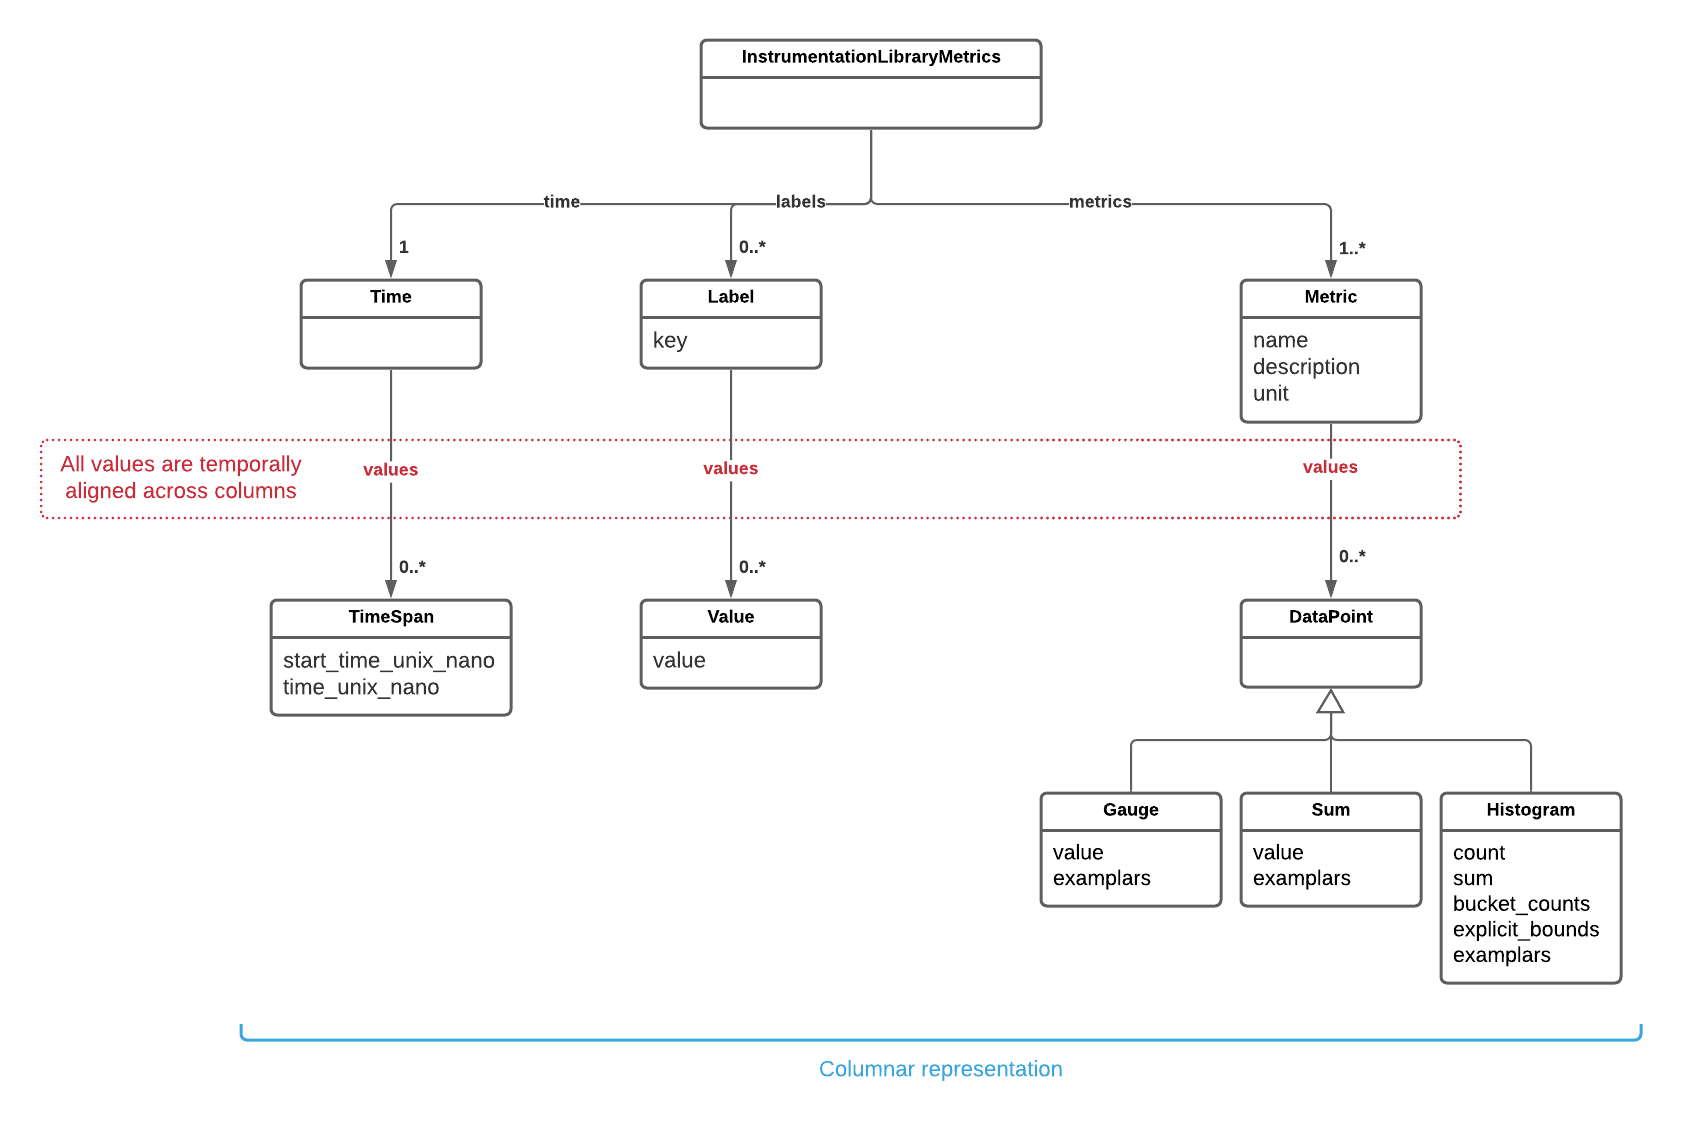 InstrumentationLibraryMetrics
time
labels
metrics
1
0..*
1..*
Time
Label
key
Metric
name
description
unit
All values are temporally
aligned across columns
values
values
values
0..*
0..*
0..*
TimeSpan
start_time_unix_nano
time_unix_nano
Value
value
DataPoint
Gauge
value
examplars
Sum
value
examplars
Histogram
count
sum
bucket_counts
explicit_bounds
examplars
Columnar representation